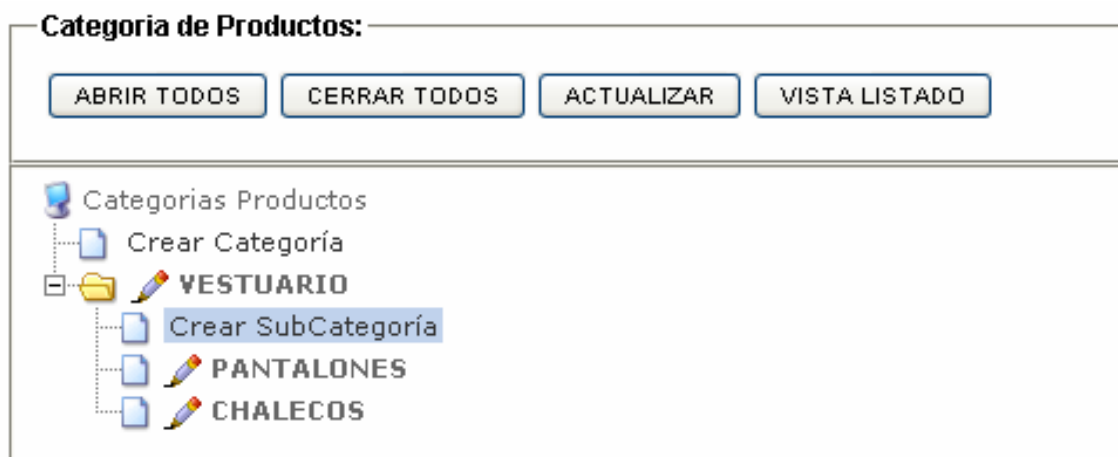 Categoria de Productos:
ABRIR TODOS CERRAR TODOS ACTUALIZAR VISTA LISTADO
Categorias Productos
Crear Categoría
VESTUARIO
Crear SubCategoría
PANTALONES
CHALECOS